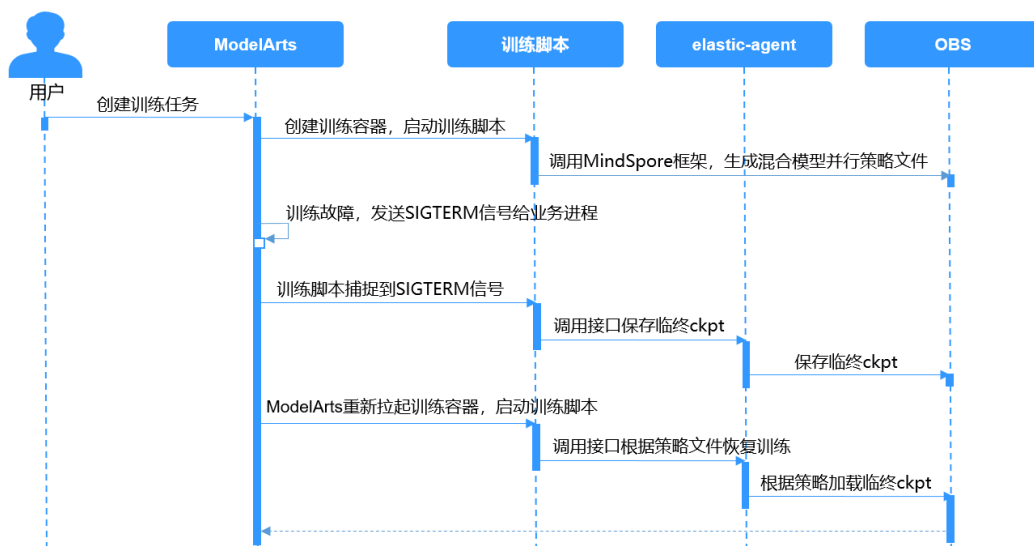 ModelArts
训练脚本
elastic-agent
OBS
用户
创建训练任务
创建训练容器，启动训练脚本
调用MindSpore框架，生成混合模型并行策略文件
训练故障，发送SIGTERM信号给业务进程
训练脚本捕捉到SIGTERM信号
调用接口保存临终ckpt
保存临终ckpt
ModelArts重新拉起训练容器，启动训练脚本
调用接口根据策略文件恢复训练
根据策略加载临终ckpt